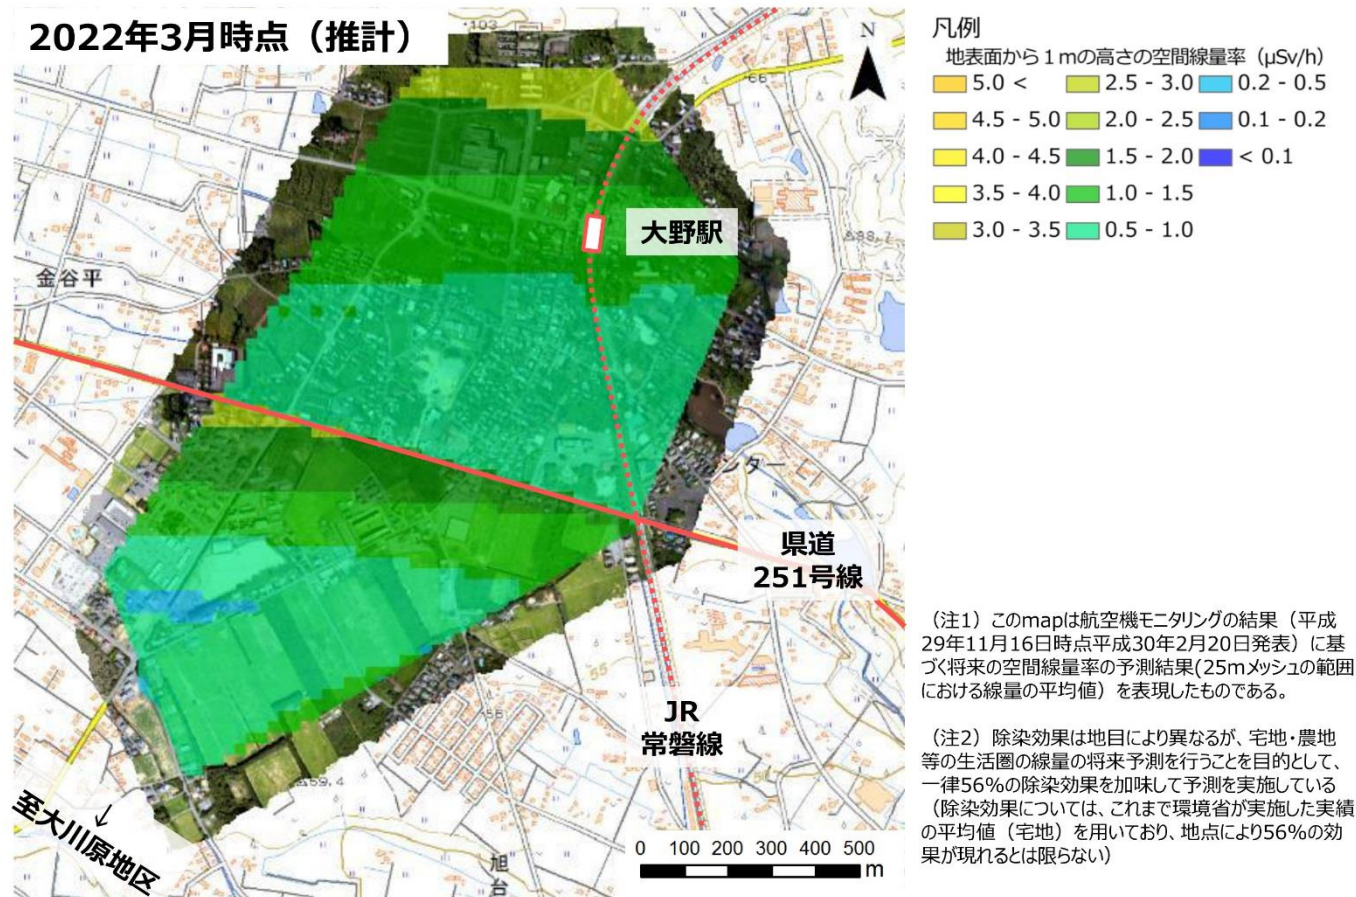 2022年3月時点（推計）
凡例
地表面から１ｍの高さの空間線量率（μSv/h）
5.0 <
2.5 - 3.0
0.2 - 0.5
4.5 - 5.0
2.0 - 2.5
0.1 - 0.2
4.0 - 4.5
1.5 - 2.0
< 0.1
3.5 - 4.0
1.0 - 1.5
3.0 - 3.5
0.5 - 1.0
N
103
66
大野駅
金谷平
ンター
県道
251号線
JR
常磐線
55
56
59.4
至大川原地区
↓
旭台
0 100 200 300 400 500
m
（注1）このmapは航空機モニタリングの結果（平成
29年11月16日時点平成30年2月20日発表）に基
づく将来の空間線量率の予測結果(25mメッシュの範囲
における線量の平均値）を表現したものである。
（注2）除染効果は地目により異なるが、宅地・農地
等の生活圏の線量の将来予測を行うことを目的として、
一律56%の除染効果を加味して予測を実施している
（除染効果については、これまで環境省が実施した実績
の平均値（宅地）を用いており、地点により56%の効
果が現れるとは限らない）